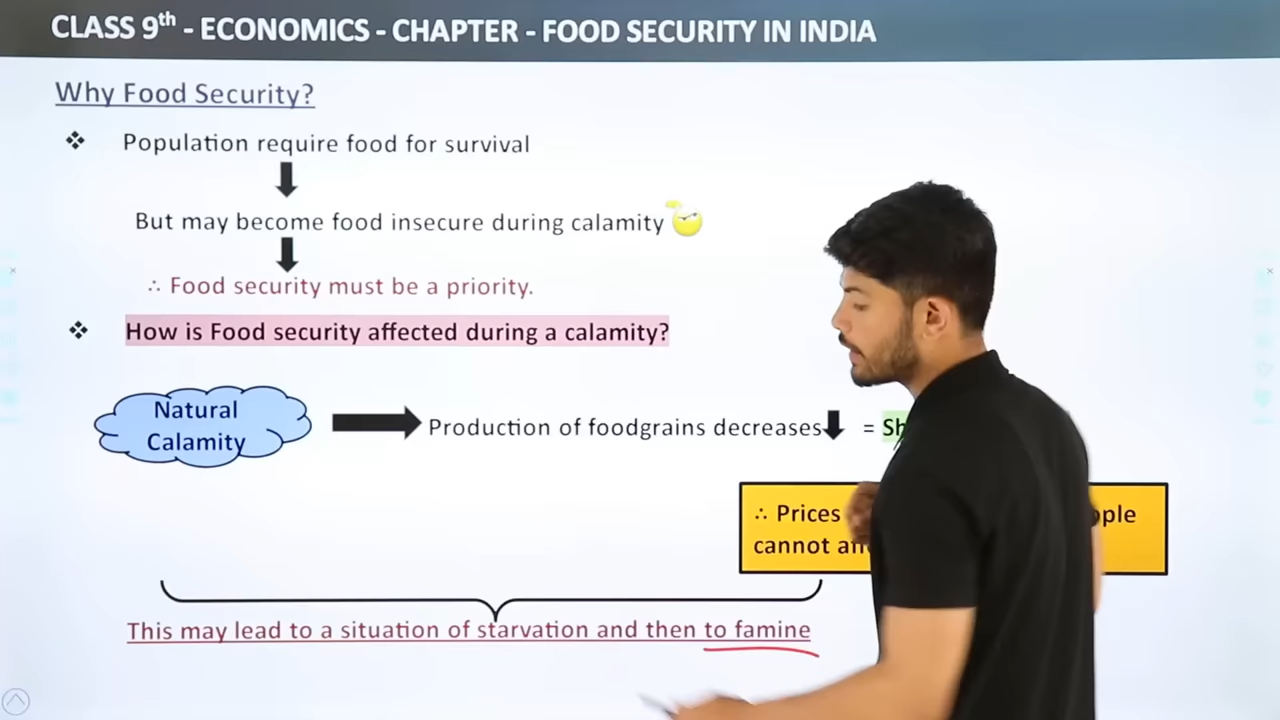 CLASS 9th - ECONOMICS - CHAPTER - FOOD SECURITY IN INDIA
Why Food Security?
❖ Population require food for survival
But may become food insecure during calamity
∴ Food security must be a priority.
❖ How is Food security affected during a calamity?
Natural
Calamity
Production of foodgrains decreases = Sh
∴ Prices
cannot
This may lead to a situation of starvation and then to famine